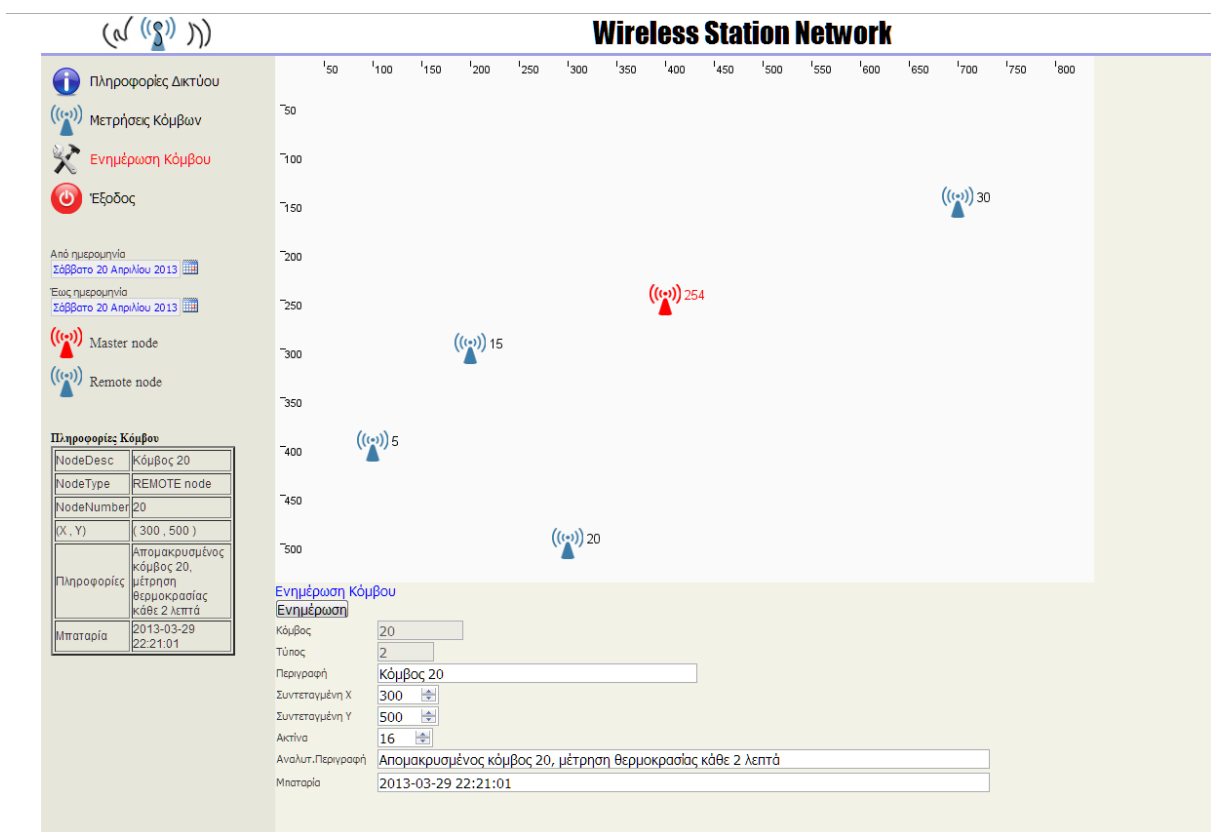 Wireless Station Network
Πληροφορίες Δικτύου
Μετρήσεις Κόμβων
Ενημέρωση Κόμβου
Έξοδος
Από ημερομηνία
Σάββατο 20 Απριλίου 2013
Έως ημερομηνία
Σάββατο 20 Απριλίου 2013
Master node
Remote node
Πληροφορίες Κόμβου
NodeDesc Κόμβος 20
NodeType REMOTE node
NodeNumber 20
(X , Y) ( 300 , 500 )
Πληροφορίες Απομακρυσμένος
κόμβος 20,
μέτρηση
θερμοκρασίας
κάθε 2 λεπτά
Μπαταρία 2013-03-29
22:21:01
50 100 150 200 250 300 350 400 450 500 550 600 650 700 750 800
50
100
150
200
250
300
350
400
450
500
30
254
15
5
20
Ενημέρωση Κόμβου
Ενημέρωση
Κόμβος 20
Τύπος 2
Περιγραφή Κόμβος 20
Συντεταγμένη X 300
Συντεταγμένη Y 500
Ακτίνα 16
Αναλυτ.Περιγραφή Απομακρυσμένος κόμβος 20, μέτρηση θερμοκρασίας κάθε 2 λεπτά
Μπαταρία 2013-03-29 22:21:01